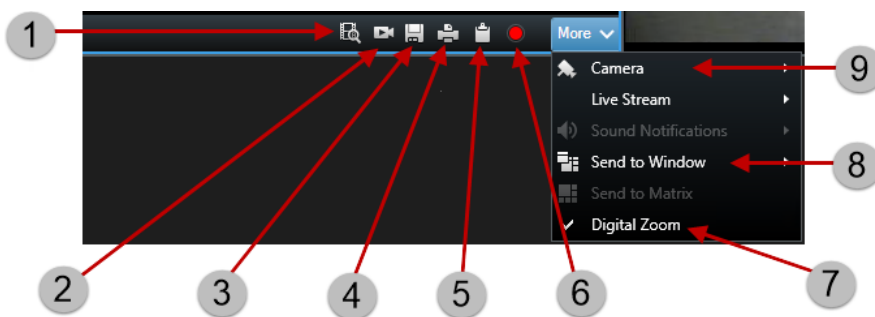 1
More
Camera
9
Live Stream
Sound Notifications
Send to Window
8
Send to Matrix
Digital Zoom
2
3
4
5
6
7